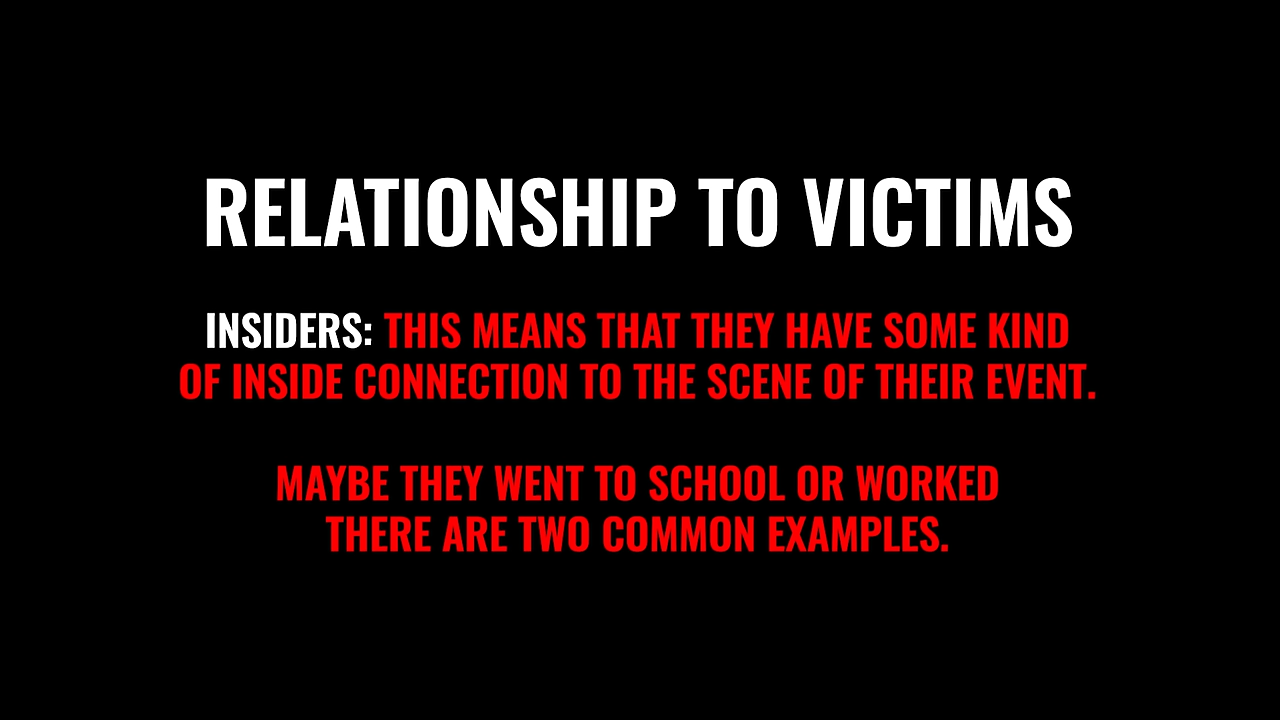 RELATIONSHIP TO VICTIMS
INSIDERS: THIS MEANS THAT THEY HAVE SOME KIND
OF INSIDE CONNECTION TO THE SCENE OF THEIR EVENT.
MAYBE THEY WENT TO SCHOOL OR WORKED
THERE ARE TWO COMMON EXAMPLES.